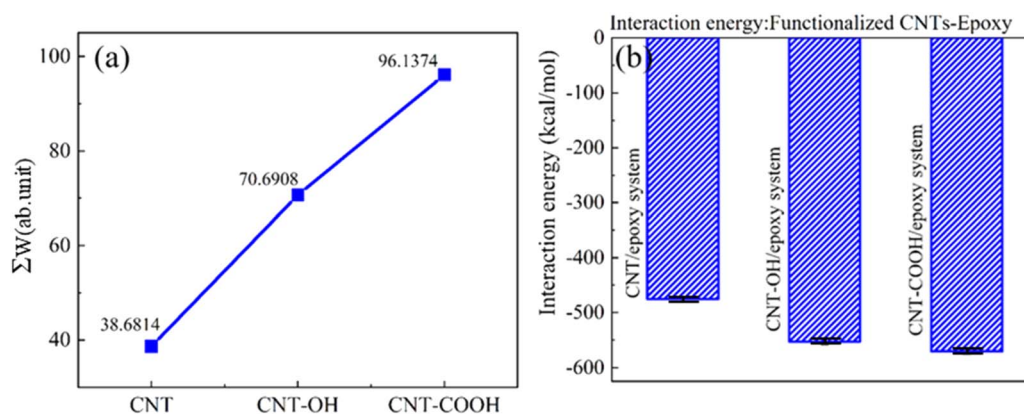 (a)
ΣW(ab.unit)
100
80
60
40
38.6814
70.6908
96.1374
CNT
CNT-OH
CNT-COOH
Interaction energy:Functionalized CNTs-Epoxy
(b)
Interaction energy (kcal/mol)
0
-100
-200
-300
-400
-500
-600
CNT/epoxy system
CNT-OH/epoxy system
CNT-COOH/epoxy system